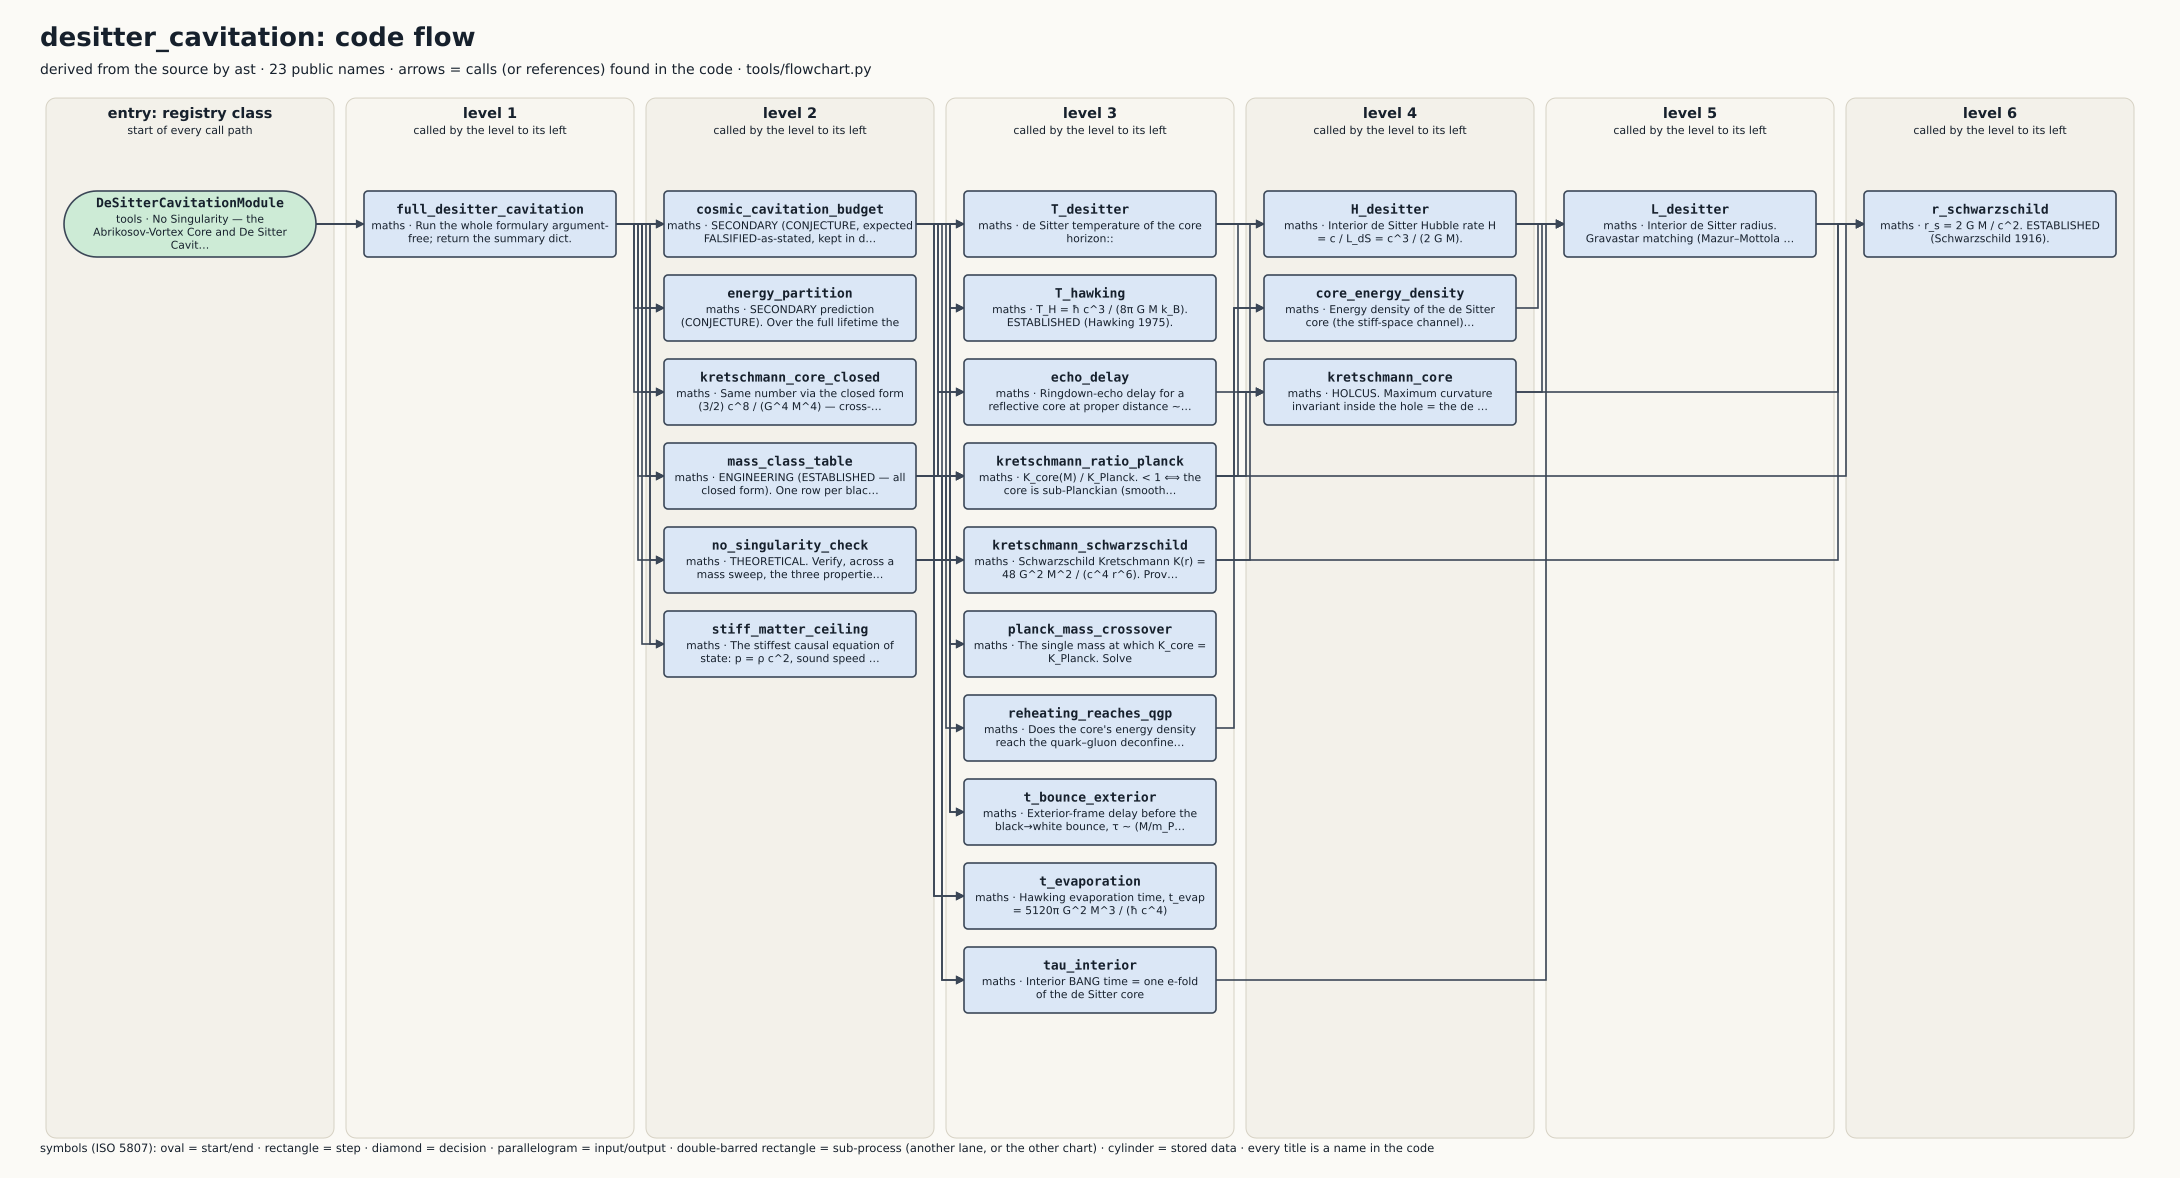 desitter_cavitation: code flow
derived from the source by ast · 23 public names · arrows = calls (or references) found in the code · tools/flowchart.py
entry: registry class
start of every call path
DeSitterCavitationModule
tools · No Singularity — the
Abrikosov-Vortex Core and De Sitter
Cavit…
level 1
called by the level to its left
full_desitter_cavitation
maths · Run the whole formulary argument-
free; return the summary dict.
level 2
called by the level to its left
cosmic_cavitation_budget
maths · SECONDARY (CONJECTURE, expected
FALSIFIED-as-stated, kept in d…
energy_partition
maths · SECONDARY prediction
(CONJECTURE). Over the full lifetime the
kretschmann_core_closed
maths · Same number via the closed form
(3/2) c^8 / (G^4 M^4) — cross-…
mass_class_table
maths · ENGINEERING (ESTABLISHED — all
closed form). One row per blac…
no_singularity_check
maths · THEORETICAL. Verify, across a
mass sweep, the three propertie…
stiff_matter_ceiling
maths · The stiffest causal equation of
state: p = ρ c^2, sound speed …
level 3
called by the level to its left
T_desitter
maths · de Sitter temperature of the core
horizon::
T_hawking
maths · T_H = ħ c^3 / (8π G M k_B).
ESTABLISHED (Hawking 1975).
echo_delay
maths · Ringdown-echo delay for a
reflective core at proper distance ~…
kretschmann_ratio_planck
maths · K_core(M) / K_Planck. < 1 ⟺ the
core is sub-Planckian (smooth…
kretschmann_schwarzschild
maths · Schwarzschild Kretschmann K(r) =
48 G^2 M^2 / (c^4 r^6). Prov…
planck_mass_crossover
maths · The single mass at which K_core =
K_Planck. Solve
reheating_reaches_qgp
maths · Does the core's energy density
reach the quark–gluon deconfine…
t_bounce_exterior
maths · Exterior-frame delay before the
black→white bounce, τ ~ (M/m_P…
t_evaporation
maths · Hawking evaporation time, t_evap
= 5120π G^2 M^3 / (ħ c^4)
tau_interior
maths · Interior BANG time = one e-fold
of the de Sitter core
level 4
called by the level to its left
H_desitter
maths · Interior de Sitter Hubble rate H
= c / L_dS = c^3 / (2 G M).
core_energy_density
maths · Energy density of the de Sitter
core (the stiff-space channel)…
kretschmann_core
maths · HOLCUS. Maximum curvature
invariant inside the hole = the de …
level 5
called by the level to its left
L_desitter
maths · Interior de Sitter radius.
Gravastar matching (Mazur–Mottola …
level 6
called by the level to its left
r_schwarzschild
maths · r_s = 2 G M / c^2. ESTABLISHED
(Schwarzschild 1916).
symbols (ISO 5807): oval = start/end · rectangle = step · diamond = decision · parallelogram = input/output · double-barred rectangle = sub-process (another lane, or the other chart) · cylinder = stored data · every title is a name in the code